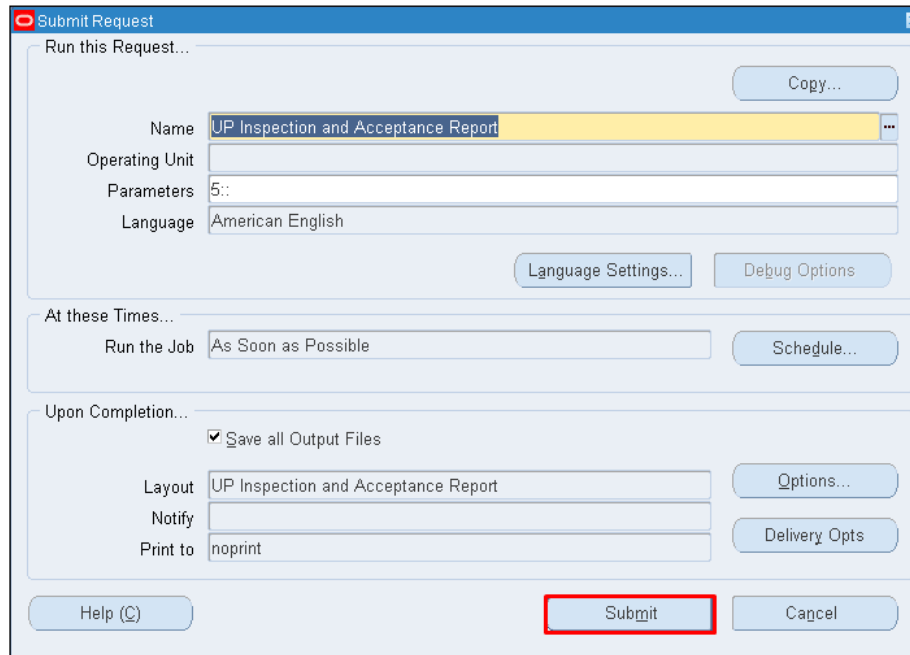 Submit Request
Run this Request...
Copy...
Name UP Inspection and Acceptance Report ...
Operating Unit
Parameters 5::
Language American English
Language Settings... Debug Options
At these Times...
Run the Job As Soon as Possible Schedule...
Upon Completion...
Save all Output Files
Layout UP Inspection and Acceptance Report Options...
Notify
Print to noprint Delivery Opts
Help (C) Submit Cancel